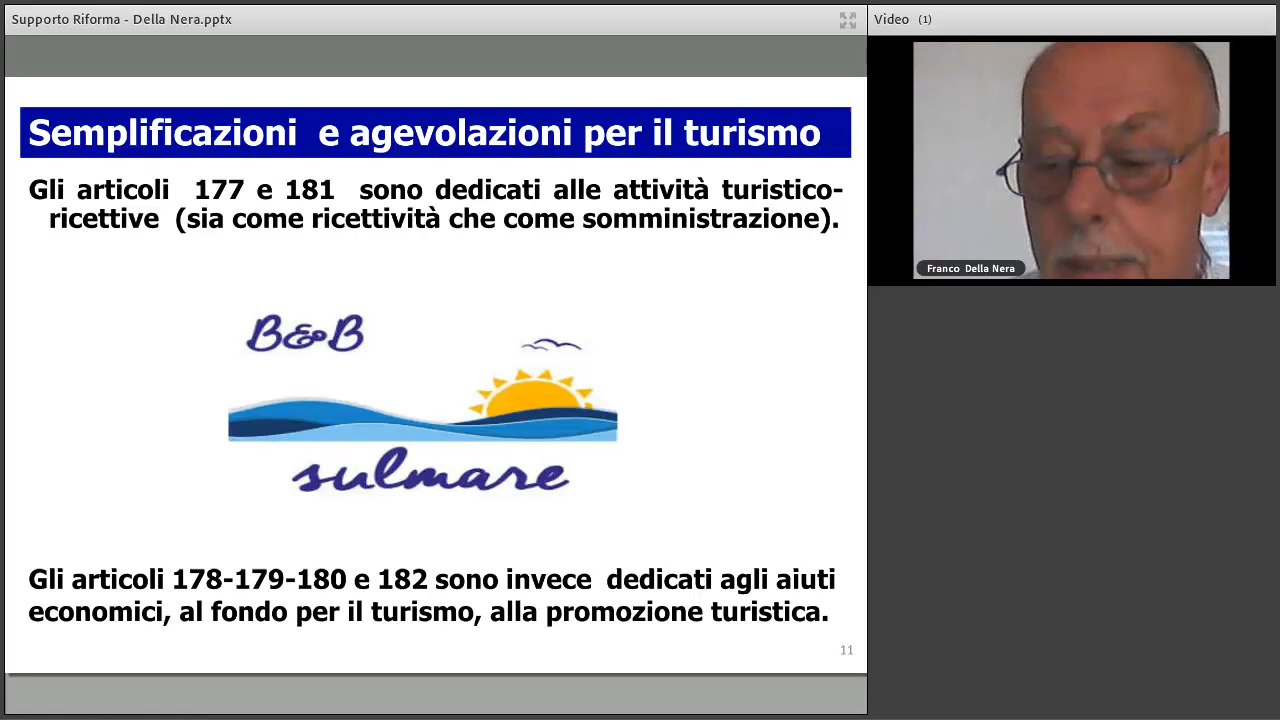 Supporto Riforma - Della Nera.pptx
Video (1)
Semplificazioni e agevolazioni per il turismo
Gli articoli 177 e 181 sono dedicati alle attività turistico-
ricettive (sia come ricettività che come somministrazione).
B&B
sulmare
Gli articoli 178-179-180 e 182 sono invece dedicati agli aiuti
economici, al fondo per il turismo, alla promozione turistica.
11
Franco Della Nera